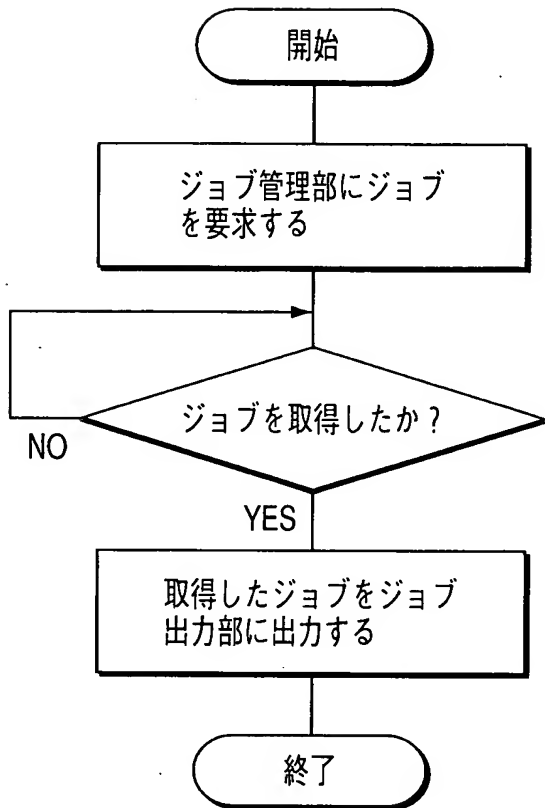 開始
ジョブ管理部にジョブ
を要求する
ジョブを取得したか?
NO
YES
取得したジョブをジョブ
出力部に出力する
終了